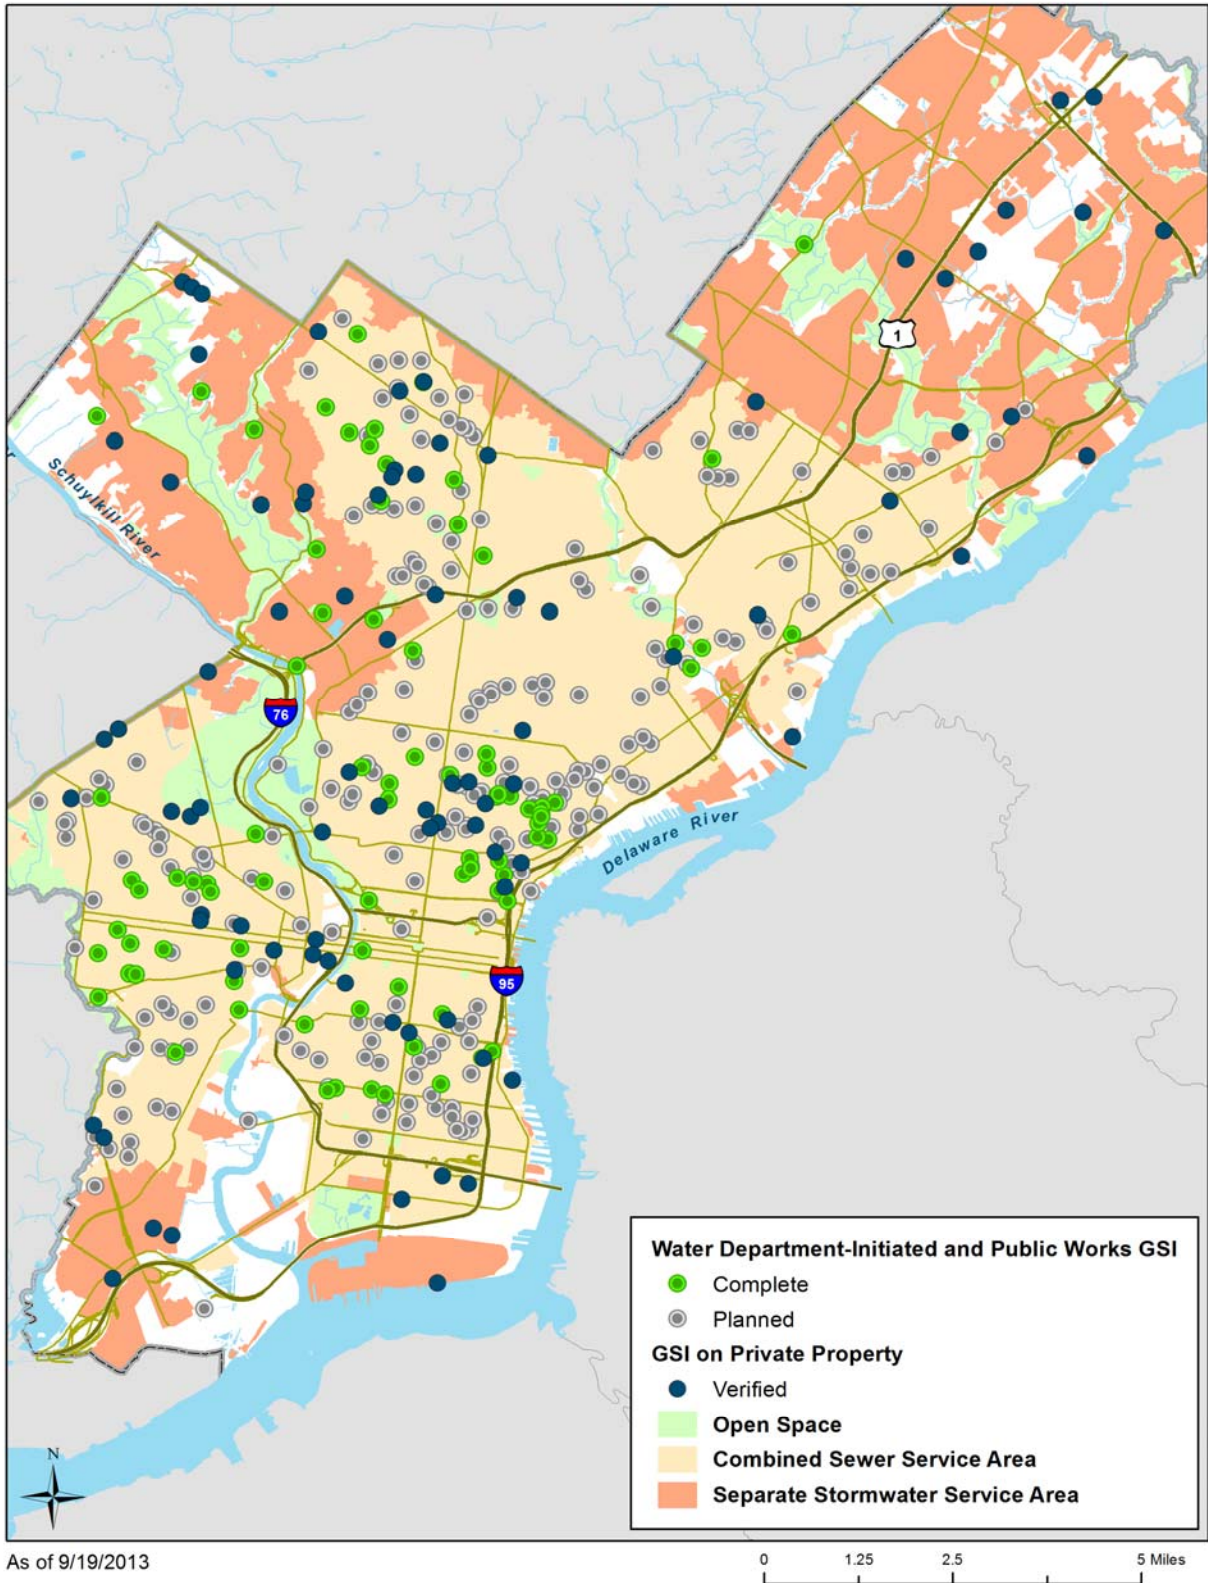 1
Schuylkill River
76
Delaware River
95
Water Department-Initiated and Public Works GSI
Complete
Planned
GSI on Private Property
Verified
Open Space
Combined Sewer Service Area
Separate Stormwater Service Area
N
As of 9/19/2013
0 1.25 2.5 5 Miles